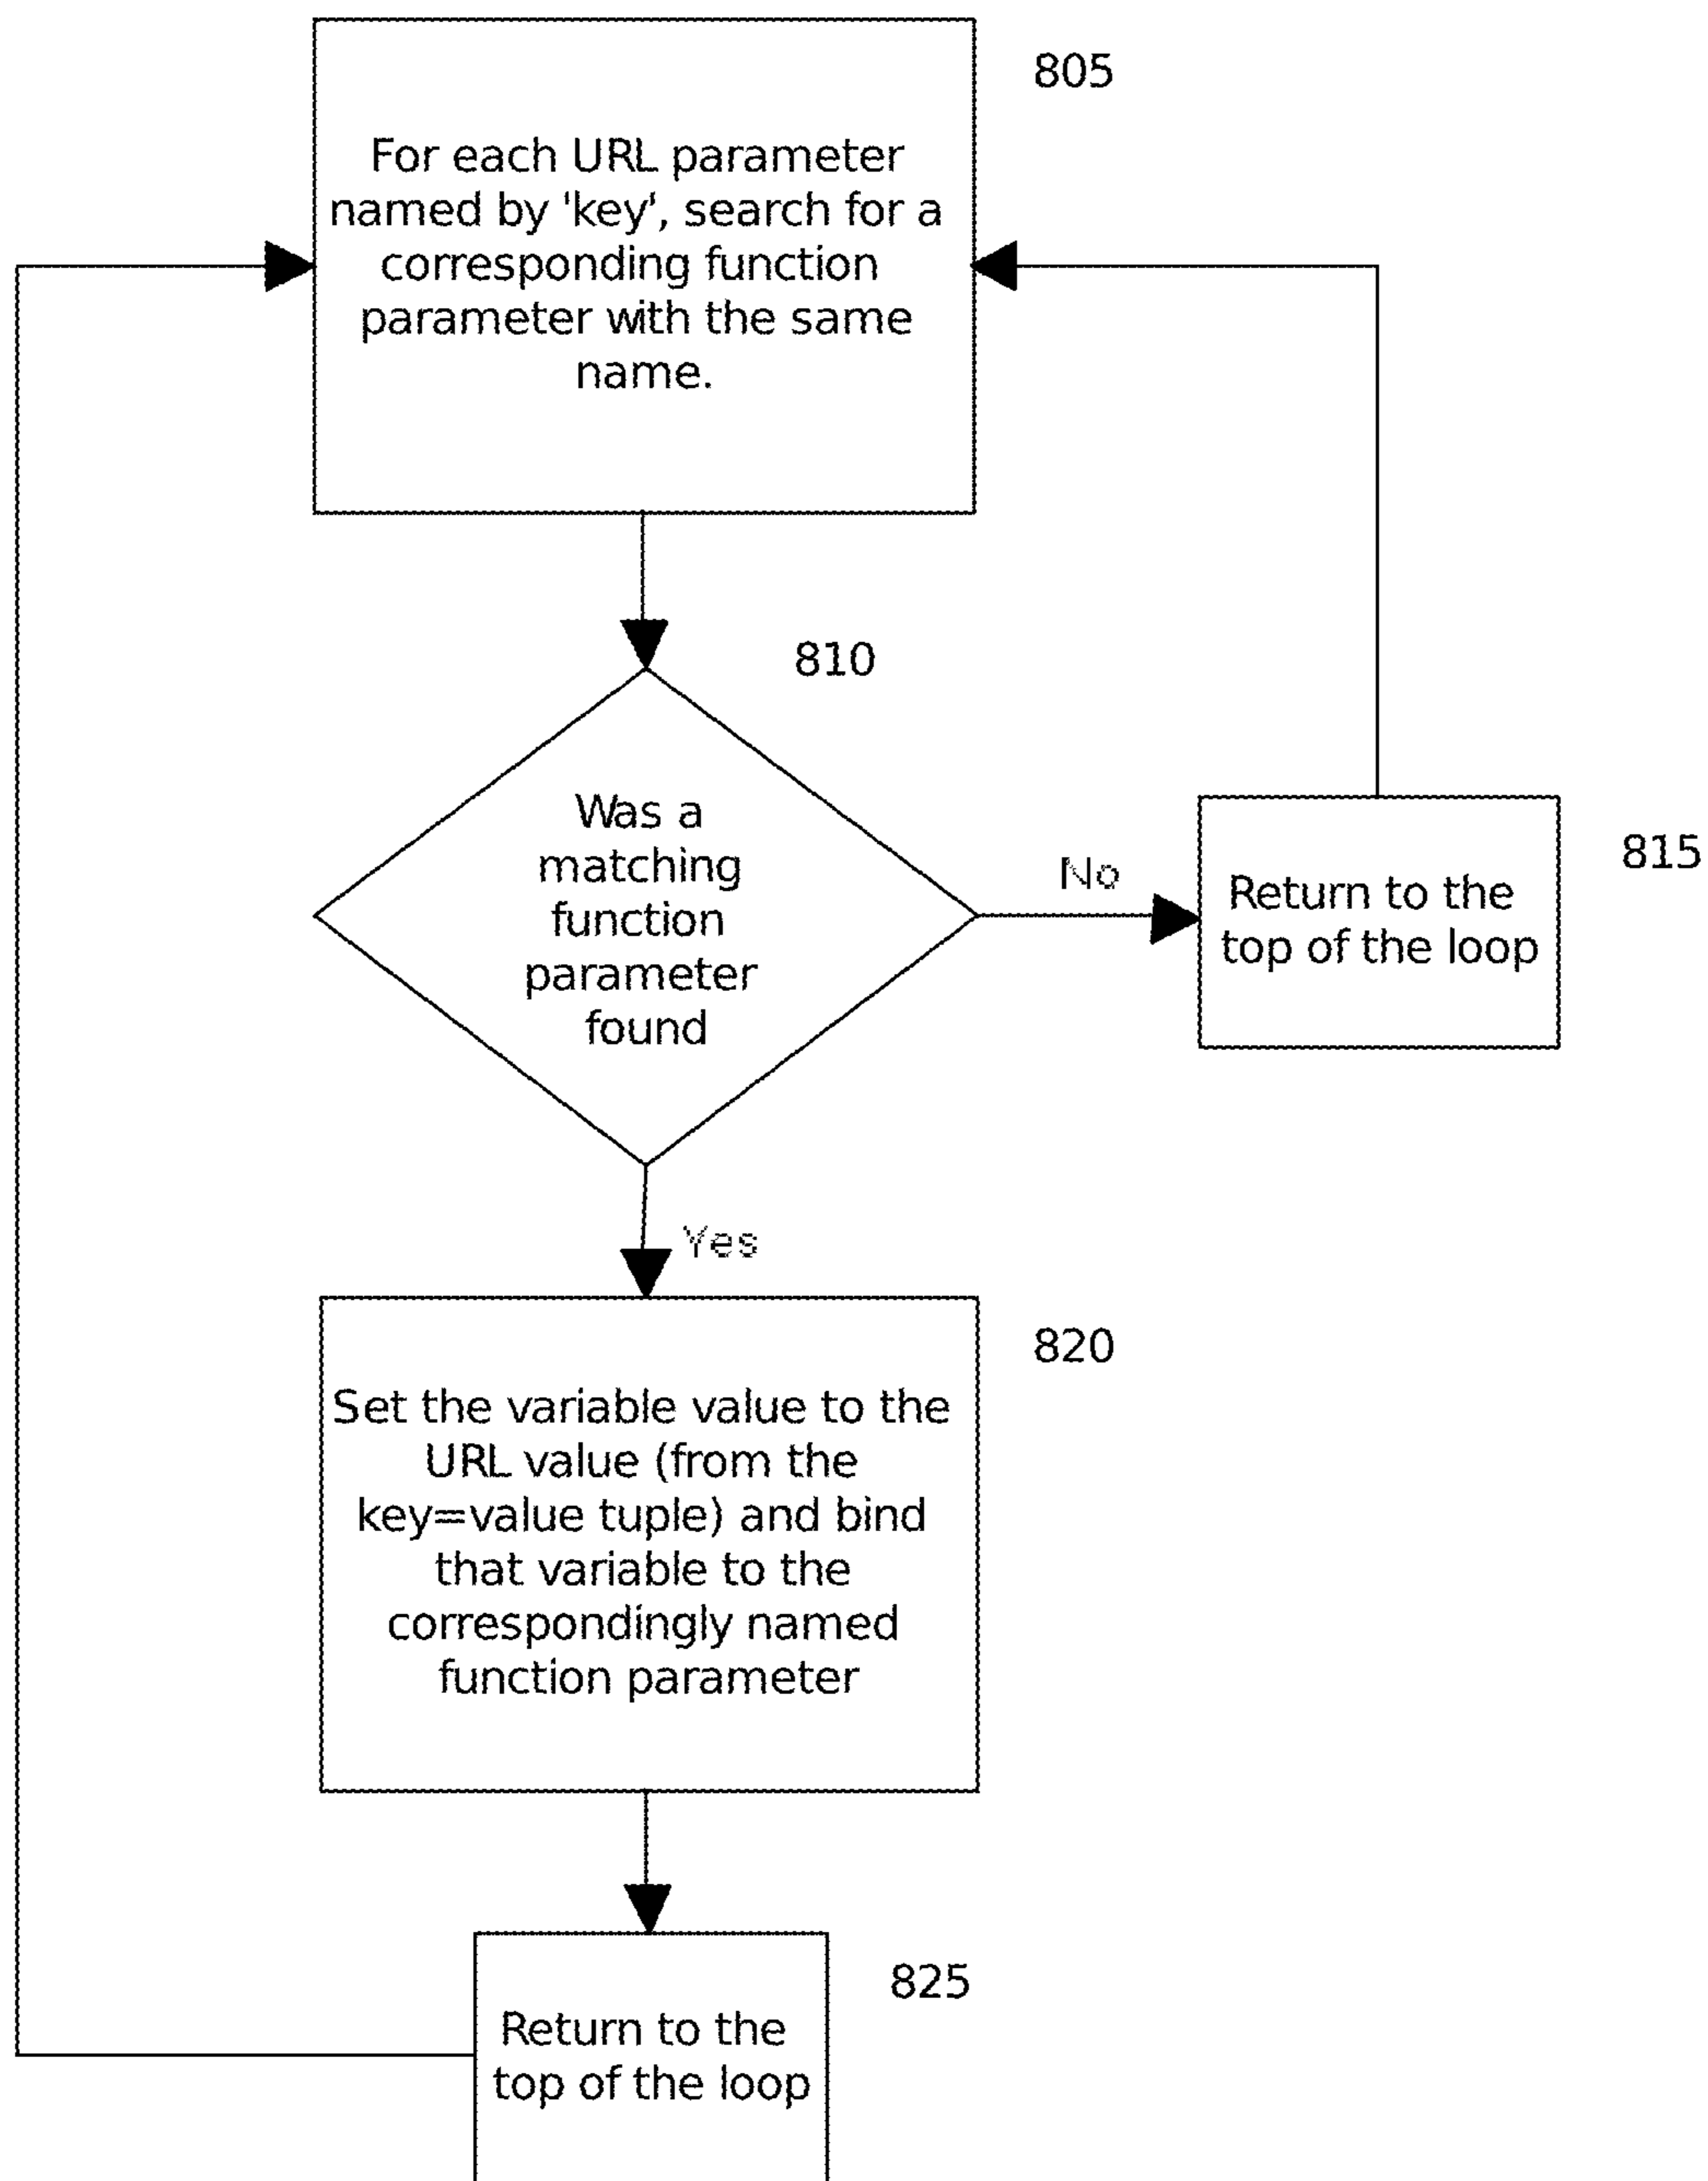 805
For each URL parameter
named by 'key', search for a
corresponding function
parameter with the same
name.
810
Was a
matching
function
parameter
found
No
815
Return to the
top of the loop
Yes
820
Set the variable value to the
URL value (from the
key=value tuple) and bind
that variable to the
correspondingly named
function parameter
825
Return to the
top of the loop